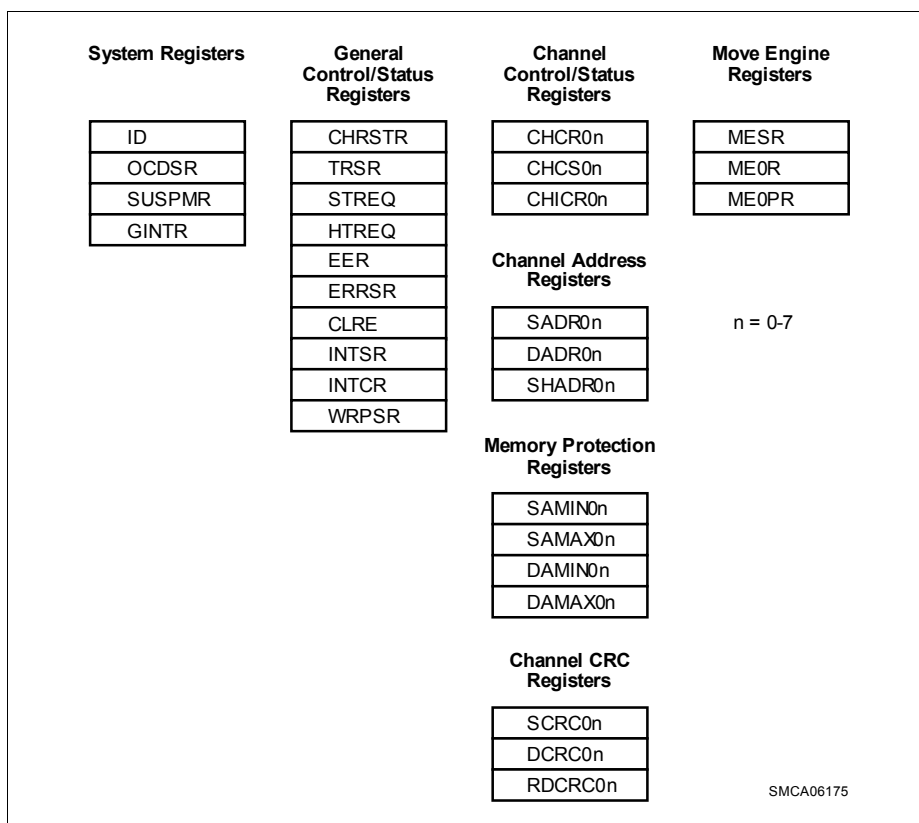 System Registers
ID
OCDSR
SUSPMR
GINTR
General
Control/Status
Registers
CHRSTR
TRSR
STREQ
HTREQ
EER
ERRSR
CLRE
INTSR
INTCR
WRPSR
Channel
Control/Status
Registers
CHCR0n
CHCS0n
CHICR0n
Channel Address
Registers
SADR0n
DADR0n
SHADR0n
Memory Protection
Registers
SAMIN0n
SAMAX0n
DAMIN0n
DAMAX0n
Channel CRC
Registers
SCRC0n
DCRC0n
RDCRC0n
Move Engine
Registers
MESR
ME0R
ME0PR
n = 0-7
SMCA06175